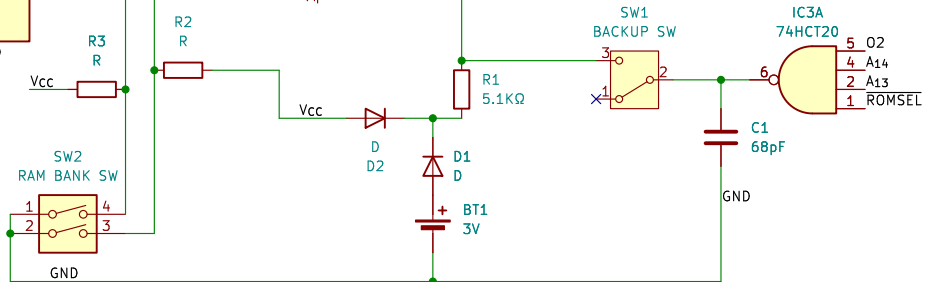 SW1
BACKUP SW
IC3A
74HCT20
R2
R
R3
R
Vcc
3
2
1
6
5
O2
4
A14
2
A13
1
ROMSEL
R1
5.1KΩ
Vcc
D
D2
C1
68pF
SW2
RAM BANK SW
D1
D
1
4
2
3
GND
BT1
3V
+
GND